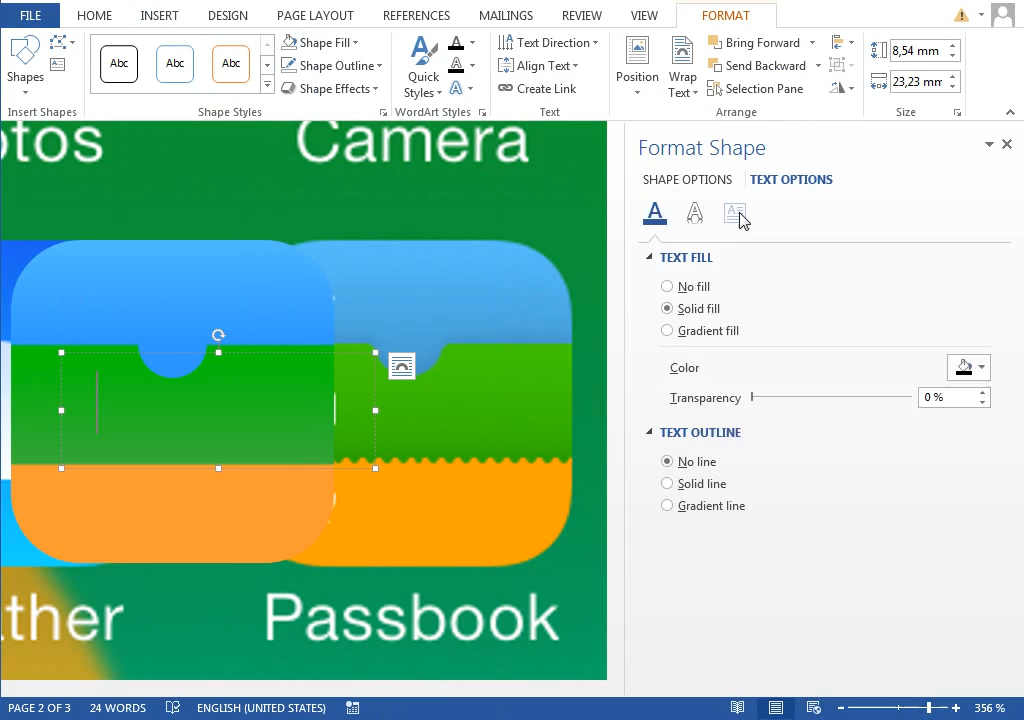 FILE HOME INSERT DESIGN PAGE LAYOUT REFERENCES MAILINGS REVIEW VIEW FORMAT
Shapes
Insert Shapes
Abc Abc Abc
Shape Fill
Shape Outline
Shape Effects
Shape Styles
Quick
Styles
A
A
A
WordArt Styles
Text Direction
Align Text
Create Link
Text
Position
Wrap
Text
Bring Forward
Send Backward
Selection Pane
Arrange
8,54 mm
23,23 mm
Size
otos Camera
ther Passbook
Format Shape
SHAPE OPTIONS TEXT OPTIONS
A A A
TEXT FILL
No fill
Solid fill
Gradient fill
Color
Transparency 0 %
TEXT OUTLINE
No line
Solid line
Gradient line
PAGE 2 OF 3 24 WORDS ENGLISH (UNITED STATES) 356 %